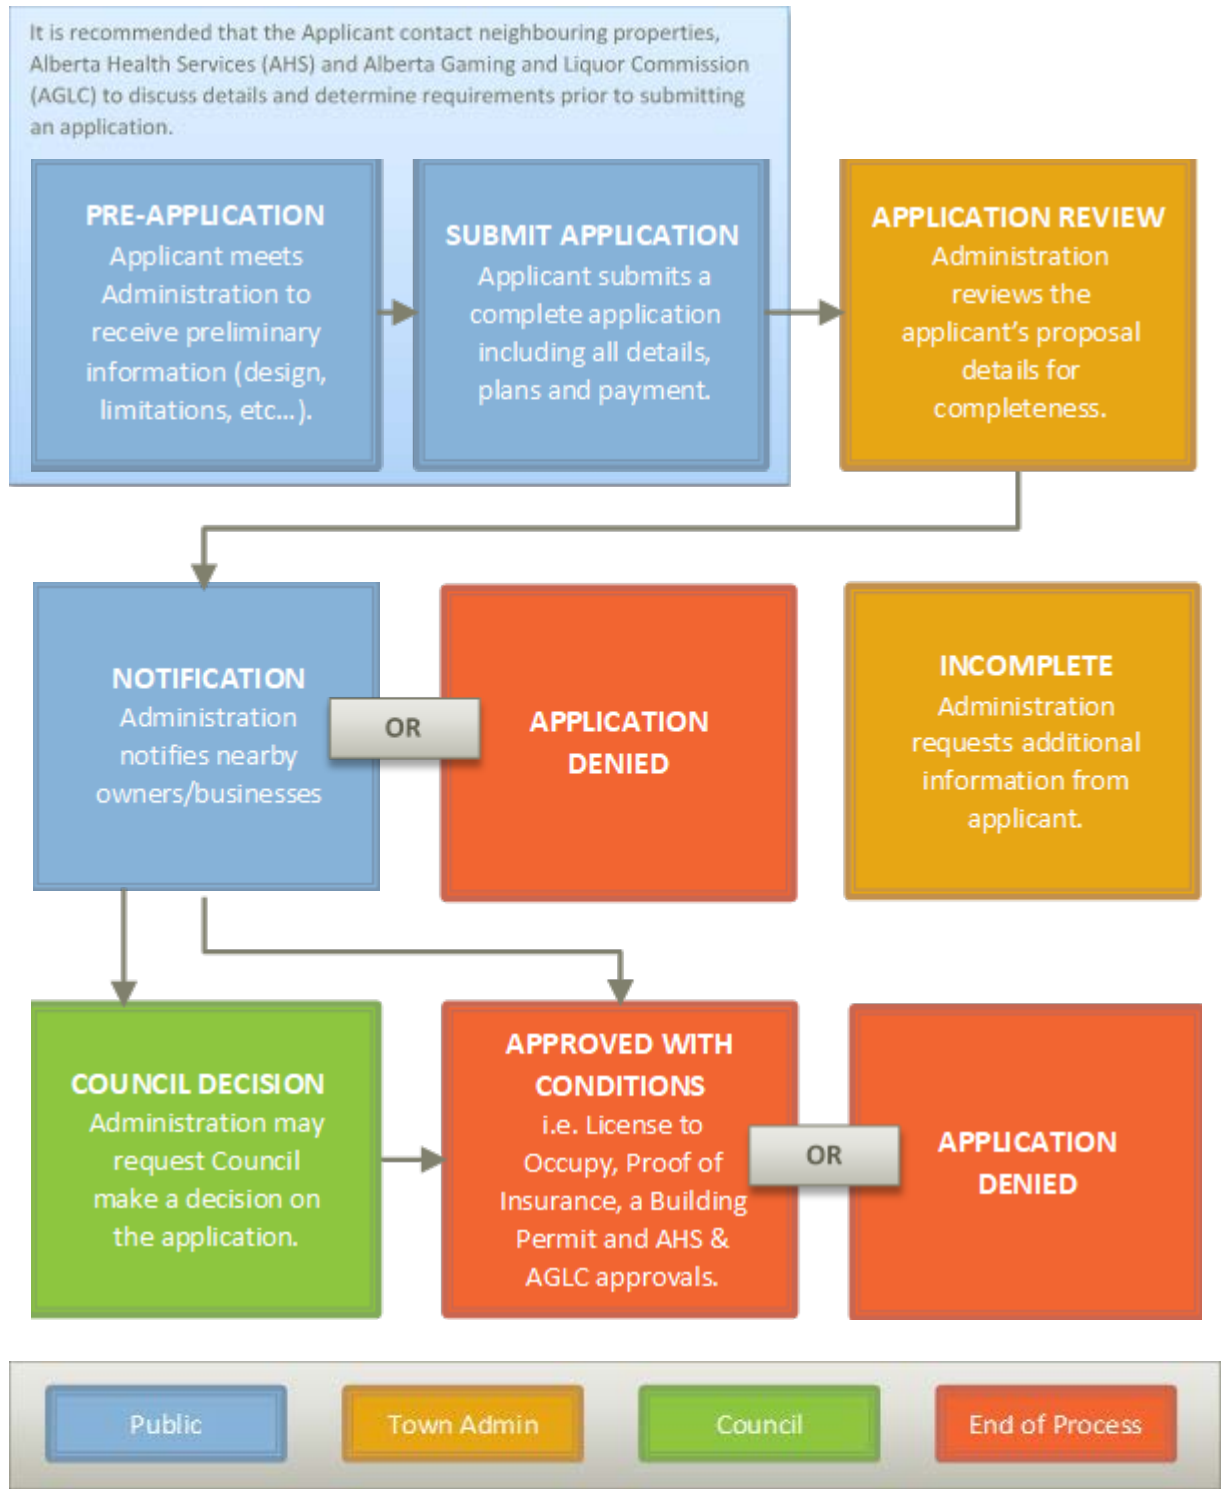 It is recommended that the Applicant contact neighbouring properties,
Alberta Health Services (AHS) and Alberta Gaming and Liquor Commission
(AGLC) to discuss details and determine requirements prior to submitting
an application.
PRE-APPLICATION
Applicant meets
Administration to
receive preliminary
information (design,
limitations, etc...).
SUBMIT APPLICATION
Applicant submits a
complete application
including all details,
plans and payment.
APPLICATION REVIEW
Administration
reviews the
applicant's proposal
details for
completeness.
NOTIFICATION
Administration
notifies nearby
owners/businesses
OR
APPLICATION
DENIED
INCOMPLETE
Administration
requests additional
information from
applicant.
COUNCIL DECISION
Administration may
request Council
make a decision on
the application.
APPROVED WITH
CONDITIONS
i.e. License to
Occupy, Proof of
Insurance, a Building
Permit and AHS &
AGLC approvals.
OR
APPLICATION
DENIED
Public
Town Admin
Council
End of Process